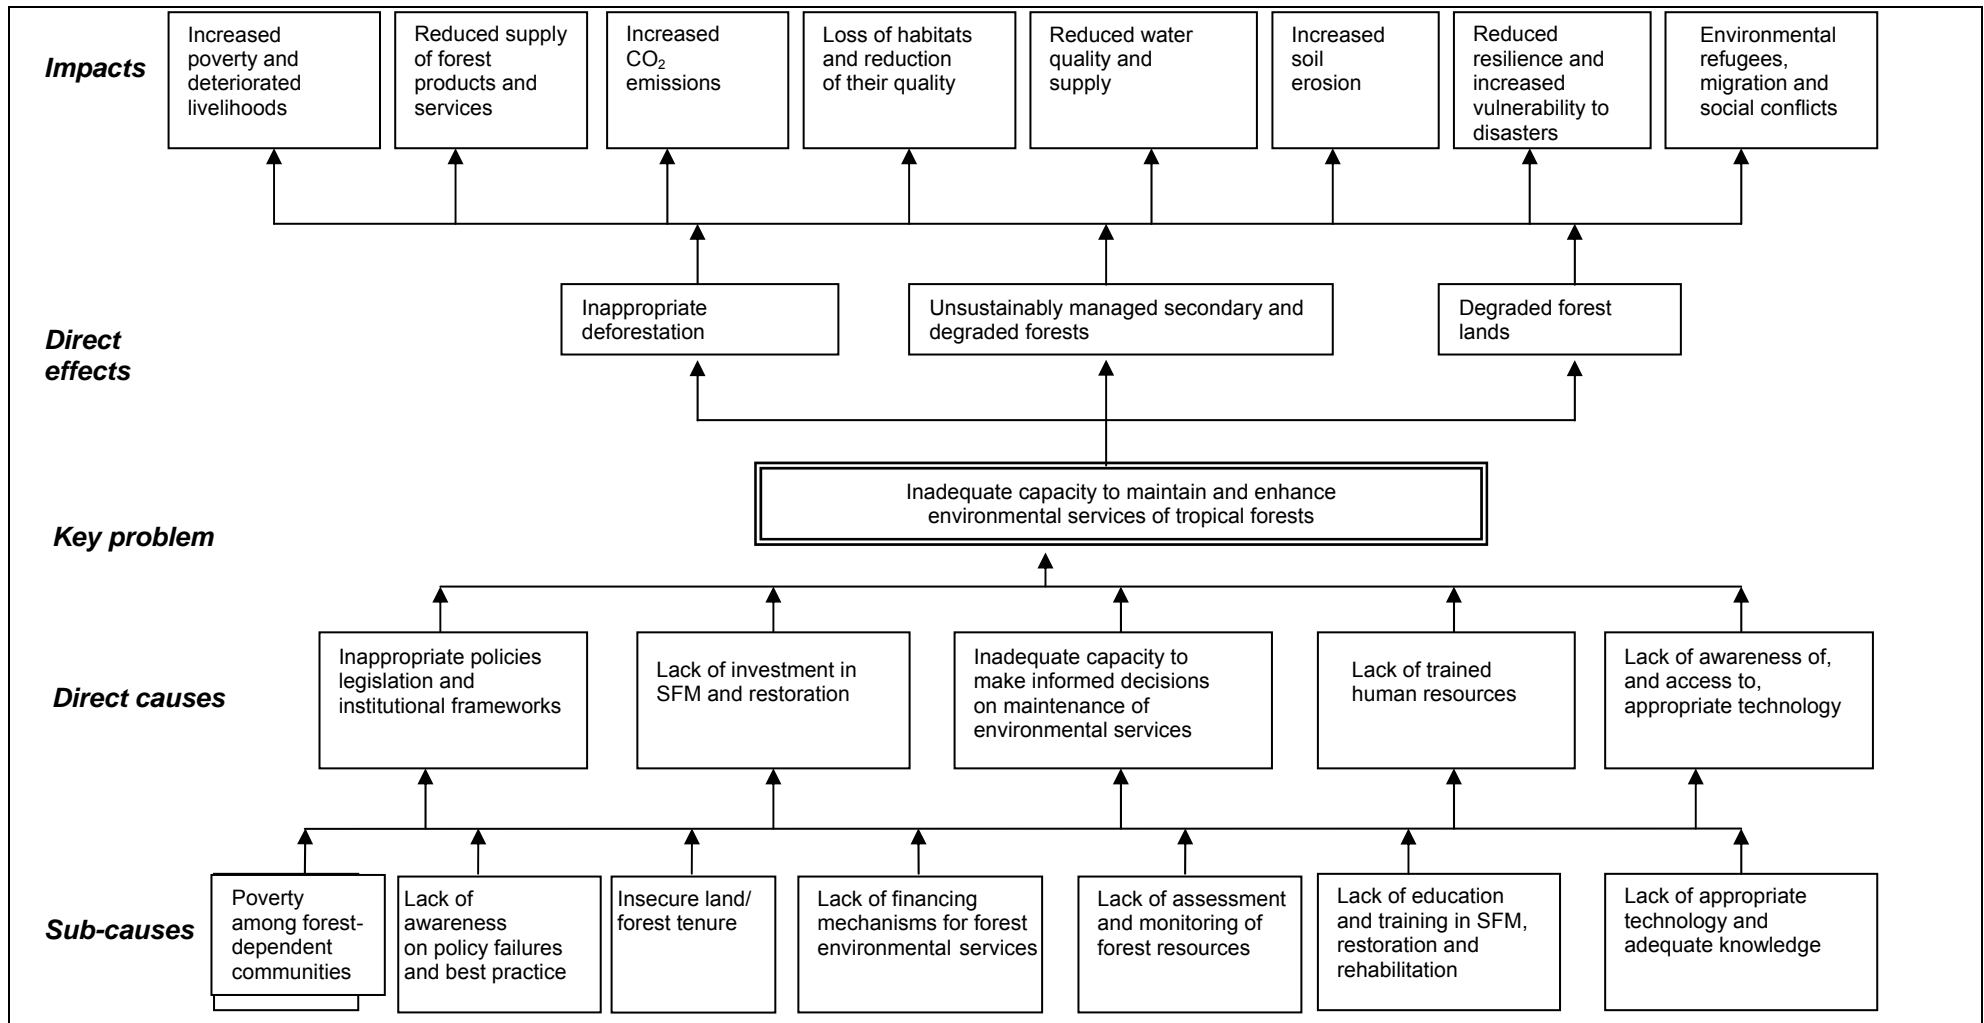 Impacts
Increased
poverty and
deteriorated
livelihoods
Reduced supply
of forest
products and
services
Increased
CO₂
emissions
Loss of habitats
and reduction
of their quality
Reduced water
quality and
supply
Increased
soil
erosion
Reduced
resilience and
increased
vulnerability to
disasters
Environmental
refugees,
migration and
social conflicts
Direct
effects
Inappropriate
deforestation
Unsustainably managed secondary and
degraded forests
Degraded forest
lands
Key problem
Inadequate capacity to maintain and enhance
environmental services of tropical forests
Direct causes
Inappropriate policies
legislation and
institutional frameworks
Lack of investment in
SFM and restoration
Inadequate capacity to
make informed decisions
on maintenance of
environmental services
Lack of trained
human resources
Lack of awareness of,
and access to,
appropriate technology
Sub-causes
Poverty
among forest-
dependent
communities
Lack of
awareness
on policy failures
and best practice
Insecure land/
forest tenure
Lack of financing
mechanisms for forest
environmental services
Lack of assessment
and monitoring of
forest resources
Lack of education
and training in SFM,
restoration and
rehabilitation
Lack of appropriate
technology and
adequate knowledge